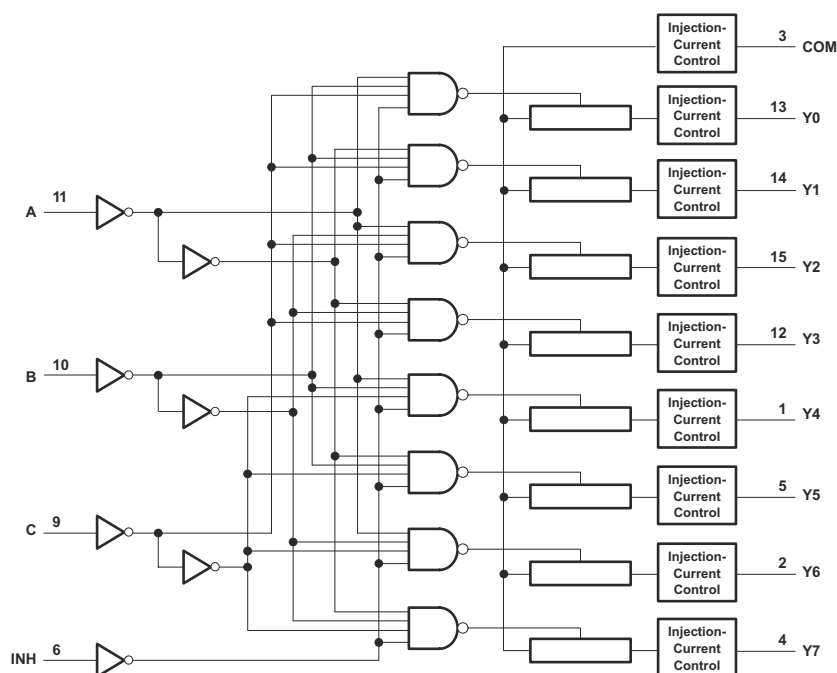 Injection-
Current
Control
3
COM
Injection-
Current
Control
13
Y0
Injection-
Current
Control
14
Y1
A
11
Injection-
Current
Control
15
Y2
Injection-
Current
Control
12
Y3
B
10
Injection-
Current
Control
1
Y4
Injection-
Current
Control
5
Y5
C
9
Injection-
Current
Control
2
Y6
INH
6
Injection-
Current
Control
4
Y7